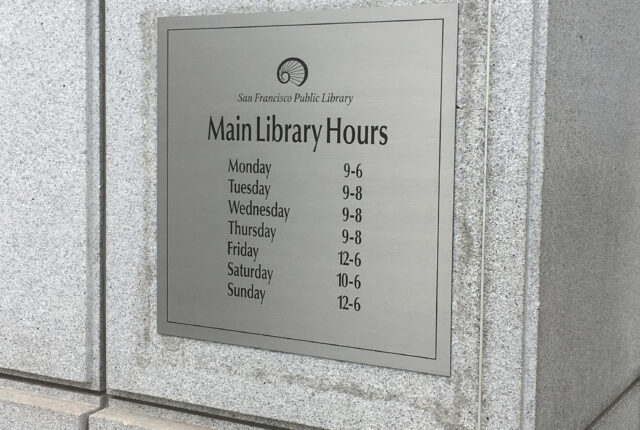 San Francisco Public Library
Main Library Hours
Monday 9-6
Tuesday 9-8
Wednesday 9-8
Thursday 9-8
Friday 12-6
Saturday 10-6
Sunday 12-6